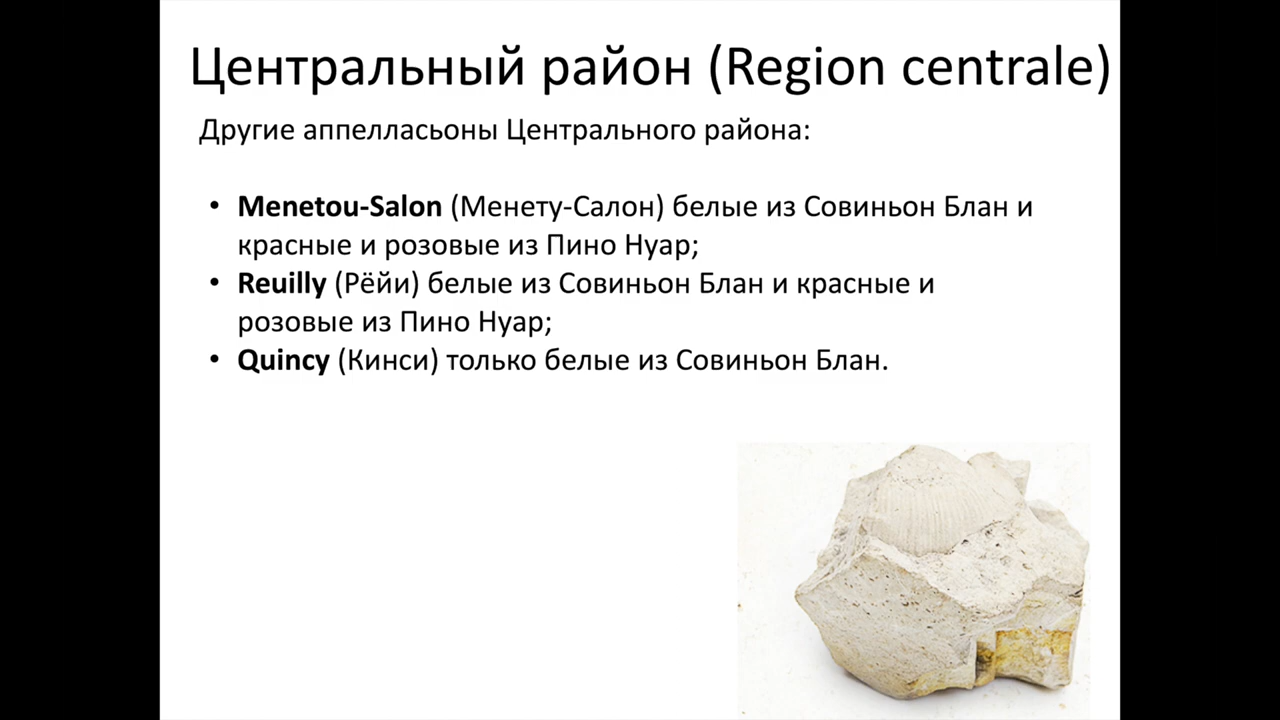 Центральный район (Region centrale)
Другие аппелласьоны Центрального района:
• Menetou-Salon (Менету-Салон) белые из Совиньон Блан и
красные и розовые из Пино Нуар;
• Reuilly (Рёйи) белые из Совиньон Блан и красные и
розовые из Пино Нуар;
• Quincy (Кинси) только белые из Совиньон Блан.